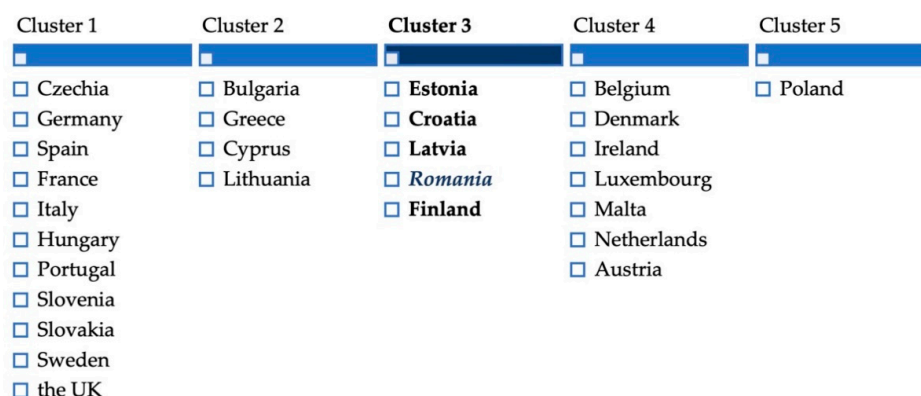 Cluster 1
Czechia
Germany
Spain
France
Italy
Hungary
Portugal
Slovenia
Slovakia
Sweden
the UK
Cluster 2
Bulgaria
Greece
Cyprus
Lithuania
Cluster 3
Estonia
Croatia
Latvia
Romania
Finland
Cluster 4
Belgium
Denmark
Ireland
Luxembourg
Malta
Netherlands
Austria
Cluster 5
Poland